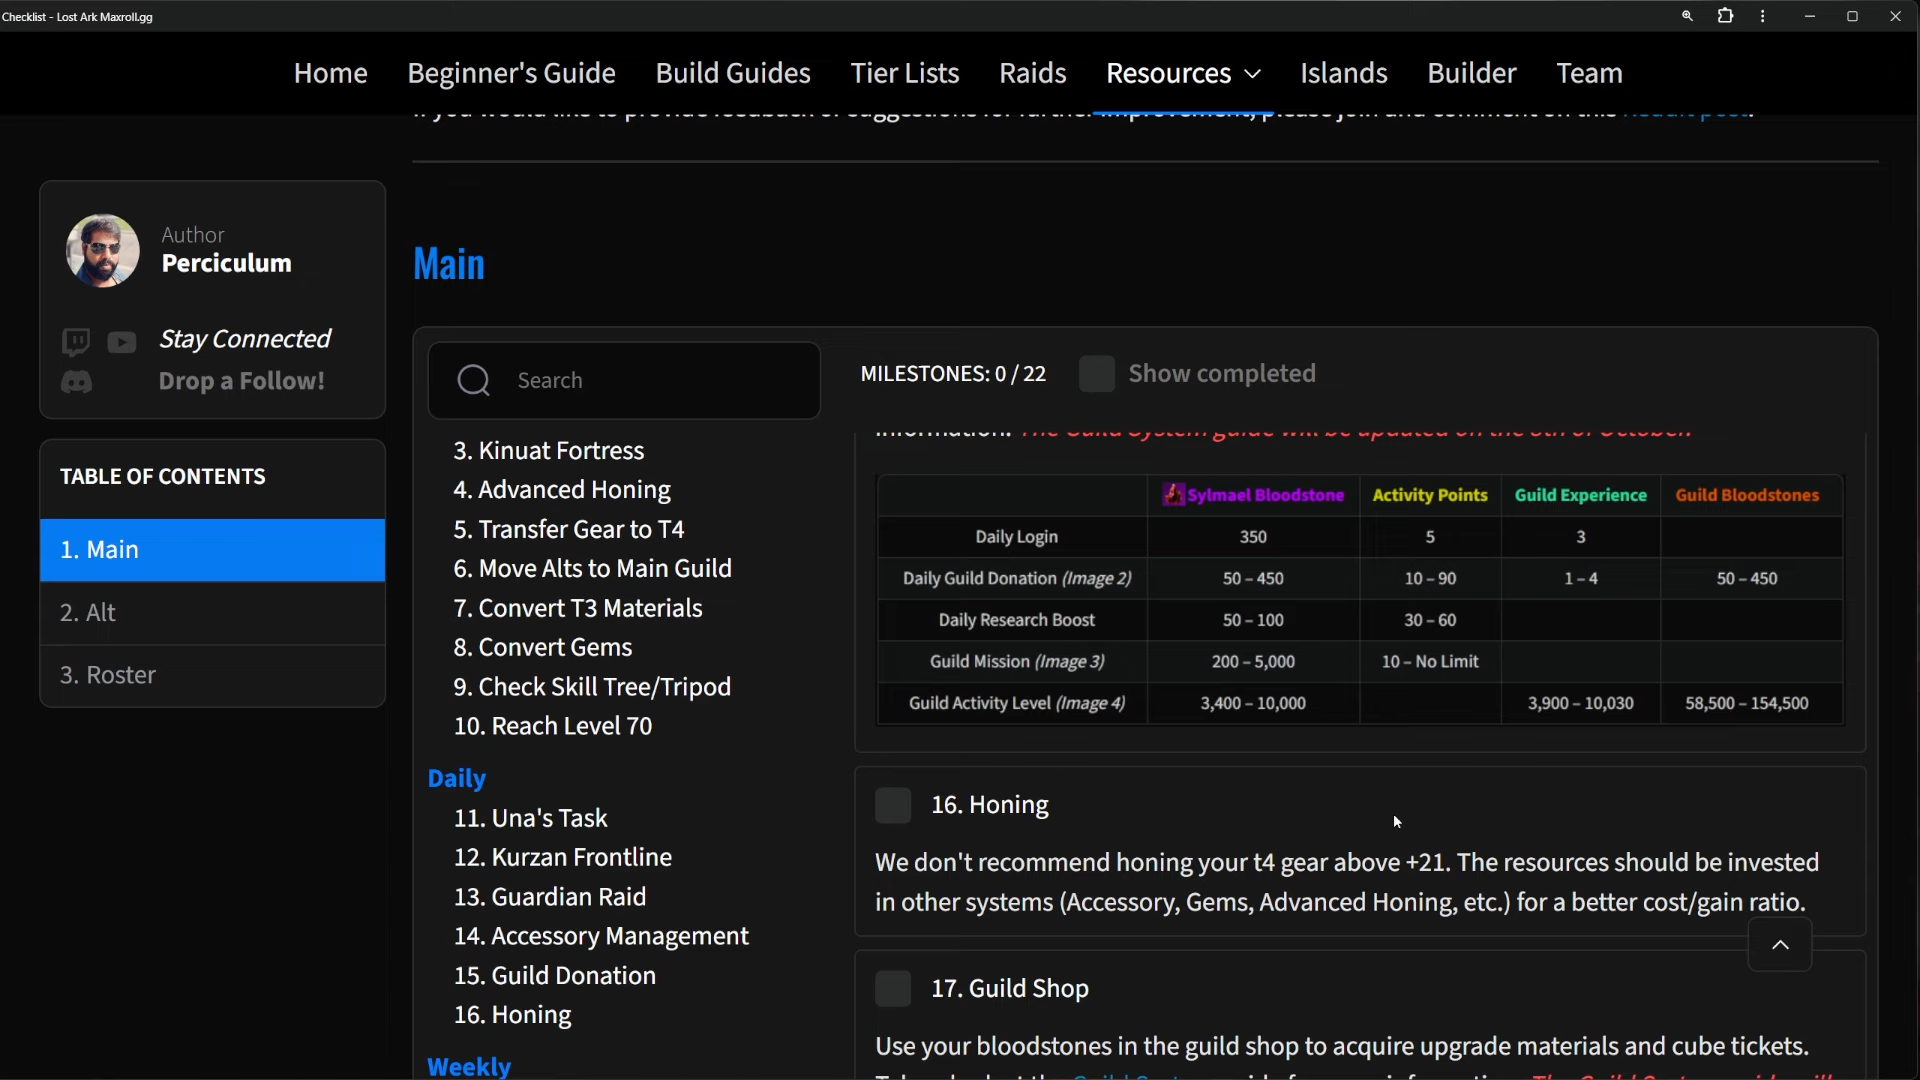 Checklist - Lost Ark Maxroll.gg
Home Beginner's Guide Build Guides Tier Lists Raids Resources Islands Builder Team
Author
Perciculum
Stay Connected
Drop a Follow!
TABLE OF CONTENTS
1. Main
2. Alt
3. Roster
Main
Search
3. Kinuat Fortress
4. Advanced Honing
5. Transfer Gear to T4
6. Move Alts to Main Guild
7. Convert T3 Materials
8. Convert Gems
9. Check Skill Tree/Tripod
10. Reach Level 70
Daily
11. Una's Task
12. Kurzan Frontline
13. Guardian Raid
14. Accessory Management
15. Guild Donation
16. Honing
Weekly
MILESTONES: 0 / 22 Show completed
Sylmael Bloodstone Activity Points Guild Experience Guild Bloodstones
Daily Login 350 5 3
Daily Guild Donation (Image 2) 50 – 450 10 – 90 1 – 4 50 – 450
Daily Research Boost 50 – 100 30 – 60
Guild Mission (Image 3) 200 – 5,000 10 – No Limit
Guild Activity Level (Image 4) 3,400 – 10,000 3,900 – 10,030 58,500 – 154,500
16. Honing
We don't recommend honing your t4 gear above +21. The resources should be invested
in other systems (Accessory, Gems, Advanced Honing, etc.) for a better cost/gain ratio.
17. Guild Shop
Use your bloodstones in the guild shop to acquire upgrade materials and cube tickets.